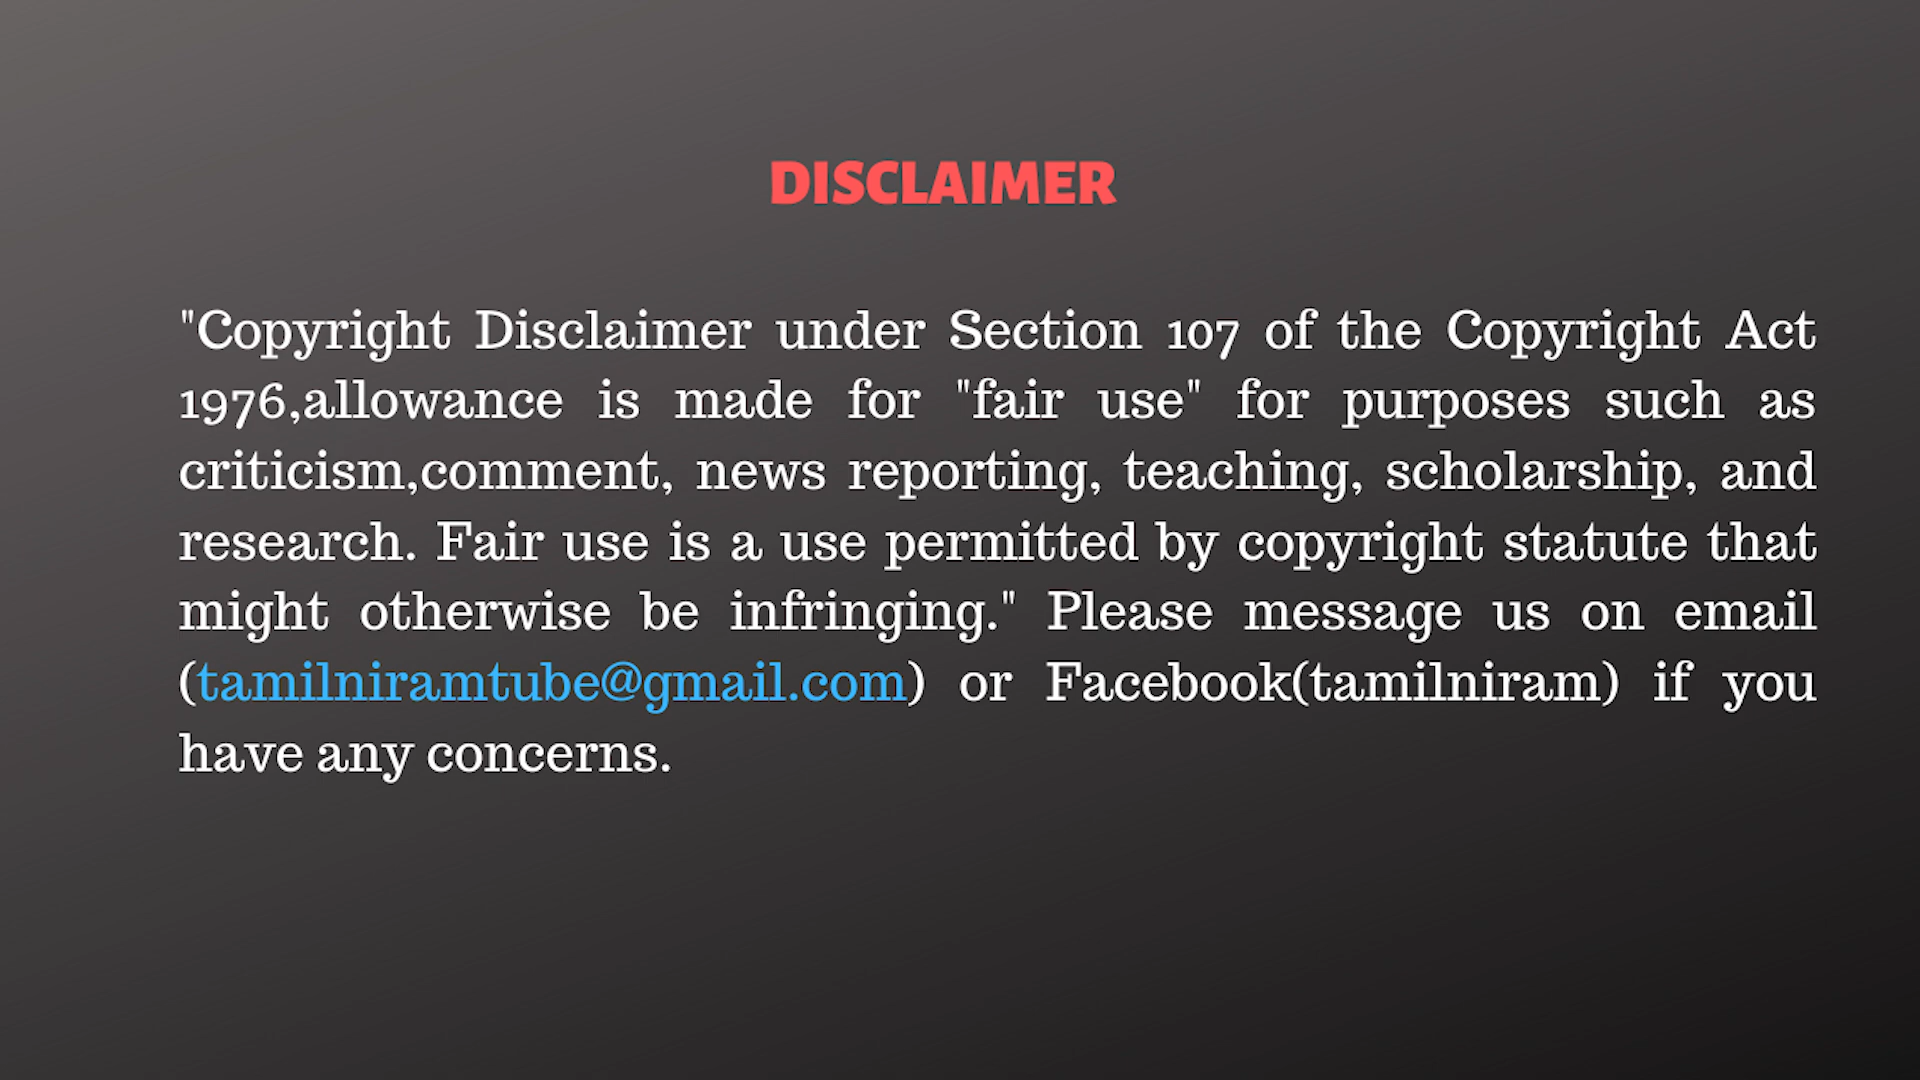 DISCLAIMER
"Copyright Disclaimer under Section 107 of the Copyright Act
1976,allowance is made for "fair use" for purposes such as
criticism,comment, news reporting, teaching, scholarship, and
research. Fair use is a use permitted by copyright statute that
might otherwise be infringing." Please message us on email
(tamilniramtube@gmail.com) or Facebook(tamilniram) if you
have any concerns.